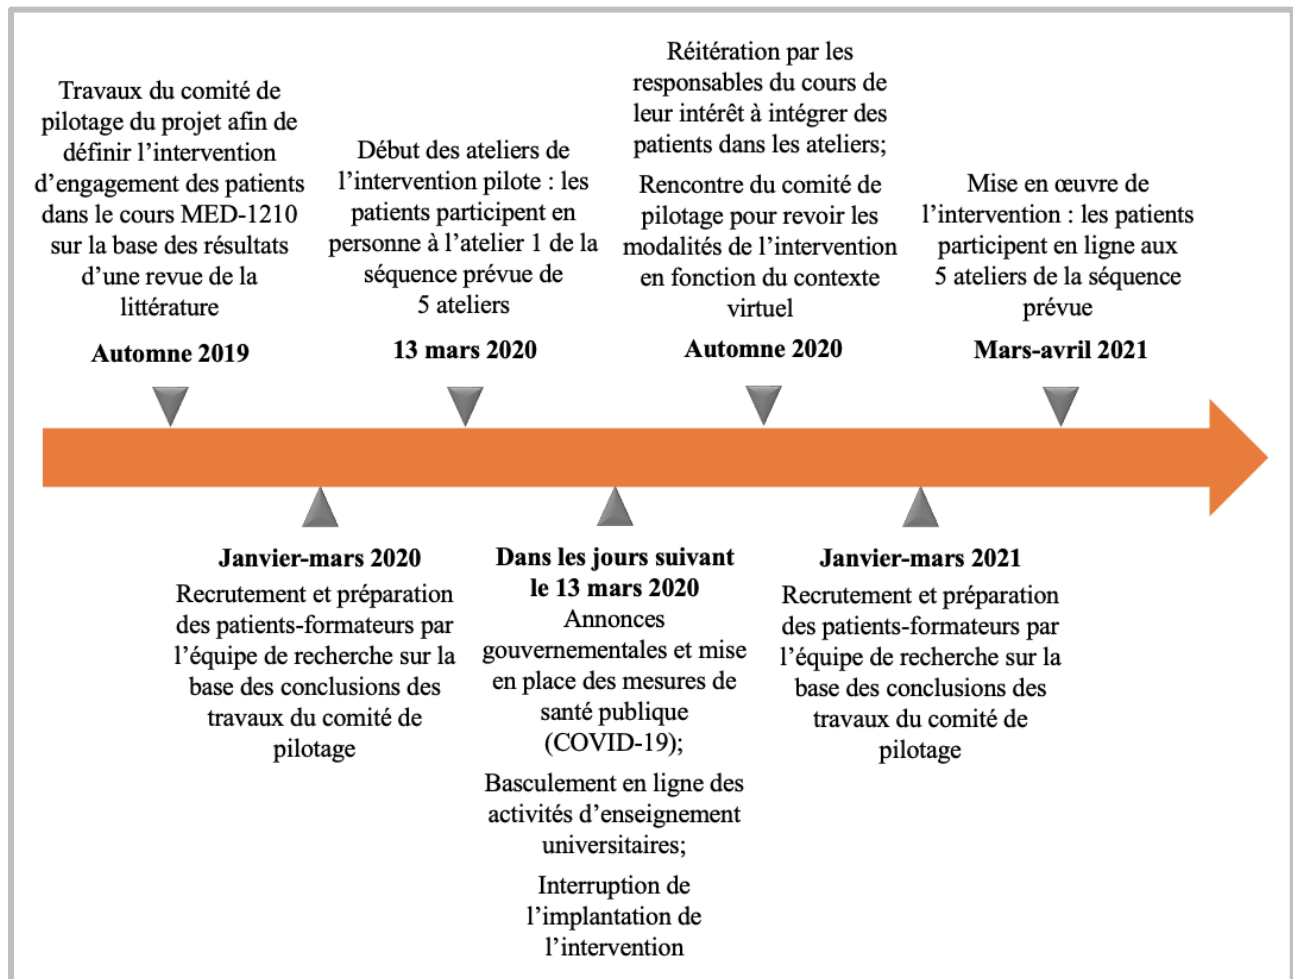 Travaux du comité de
pilotage du projet afin de
définir l’intervention
d’engagement des patients
dans le cours MED-1210
sur la base des résultats
d’une revue de la
littérature
Automne 2019
Début des ateliers de
l’intervention pilote : les
patients participent en
personne à l’atelier 1 de la
séquence prévue de
5 ateliers
13 mars 2020
Réitération par les
responsables du cours de
leur intérêt à intégrer des
patients dans les ateliers;
Rencontre du comité de
pilotage pour revoir les
modalités de l’intervention
en fonction du contexte
virtuel
Automne 2020
Mise en œuvre de
l’intervention : les patients
participent en ligne aux
5 ateliers de la séquence
prévue
Mars-avril 2021
Janvier-mars 2020
Recrutement et préparation
des patients-formateurs par
l’équipe de recherche sur la
base des conclusions des
travaux du comité de
pilotage
Dans les jours suivant
le 13 mars 2020
Annonces
gouvernementales et mise
en place des mesures de
santé publique
(COVID-19);
Basculement en ligne des
activités d’enseignement
universitaires;
Interruption de
l’implantation de
l’intervention
Janvier-mars 2021
Recrutement et préparation
des patients-formateurs par
l’équipe de recherche sur la
base des conclusions des
travaux du comité de
pilotage